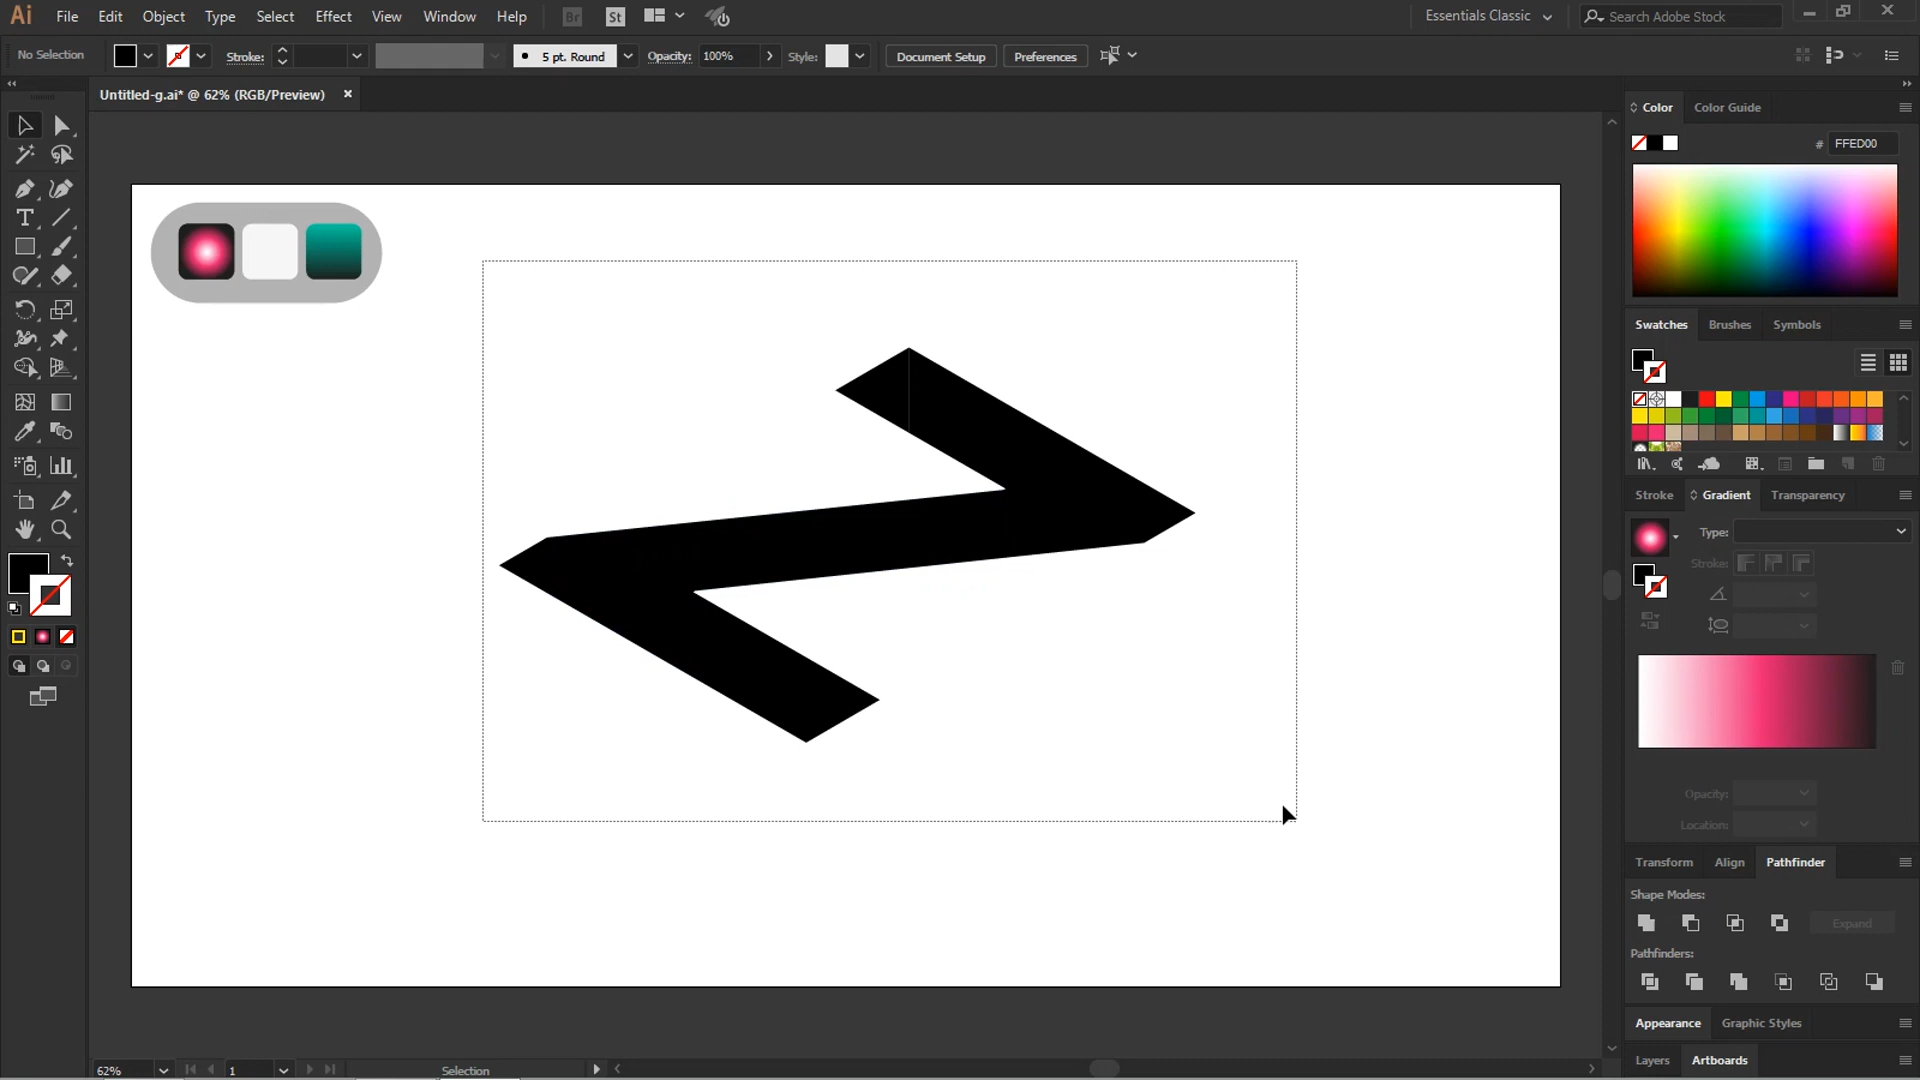 Ai File Edit Object Type Select Effect View Window Help Br St Essentials Classic Search Adobe Stock
No Selection Stroke: 5 pt. Round Opacity: 100% Style: Document Setup Preferences
Untitled-g.ai* @ 62% (RGB/Preview)
Color Color Guide
# FFED00
Swatches Brushes Symbols
Stroke Gradient Transparency
Type:
Stroke:
Opacity:
Location:
Transform Align Pathfinder
Shape Modes:
Expand
Pathfinders:
Appearance Graphic Styles
Layers Artboards
62% 1 Selection